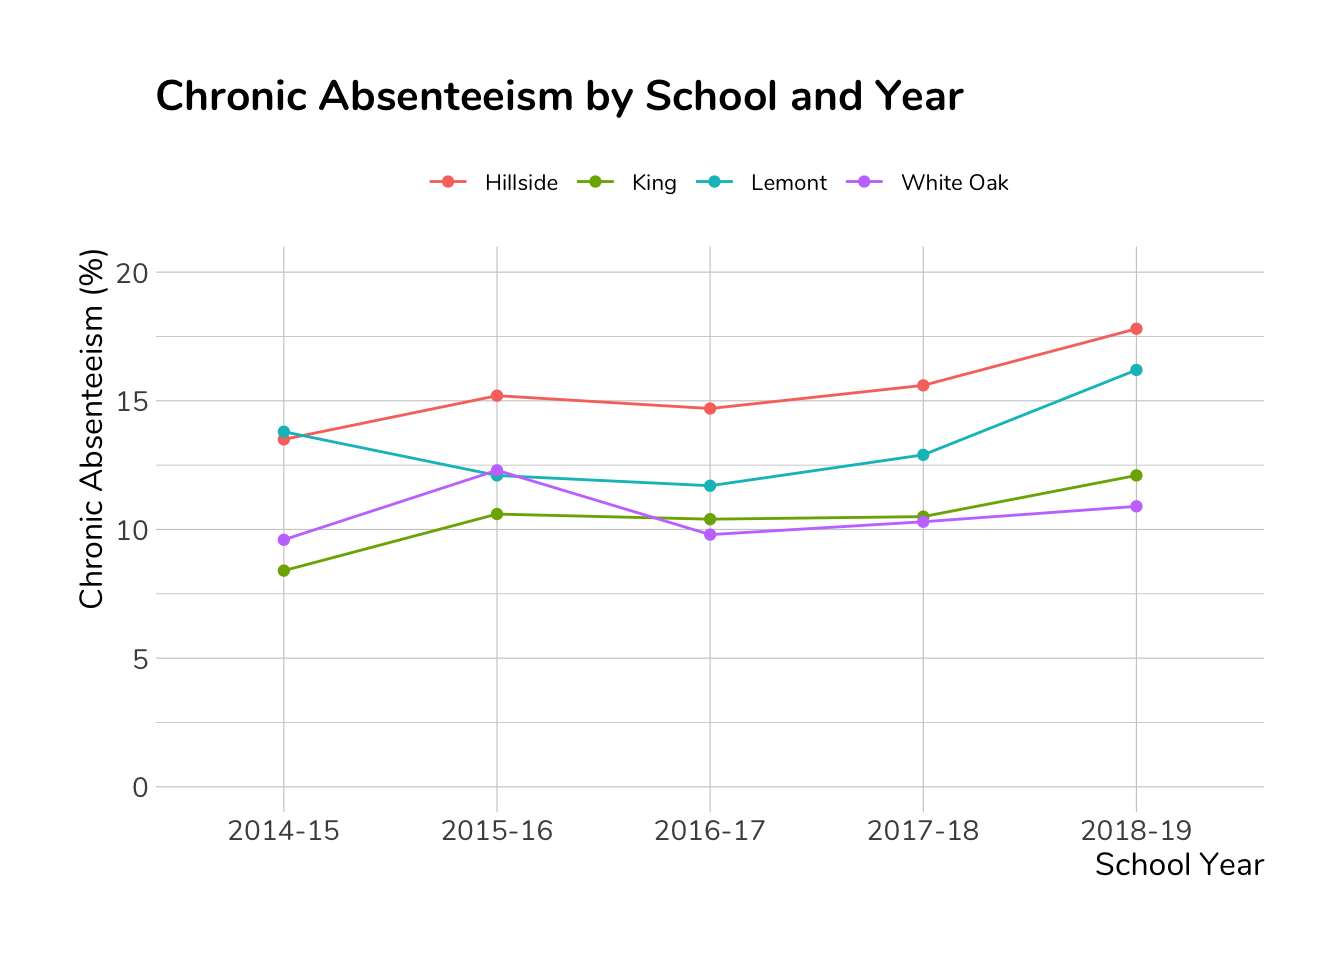 Chronic Absenteeism by School and Year
Hillside King Lemont White Oak
Chronic Absenteeism (%)
20
15
10
5
0
2014-15 2015-16 2016-17 2017-18 2018-19
School Year